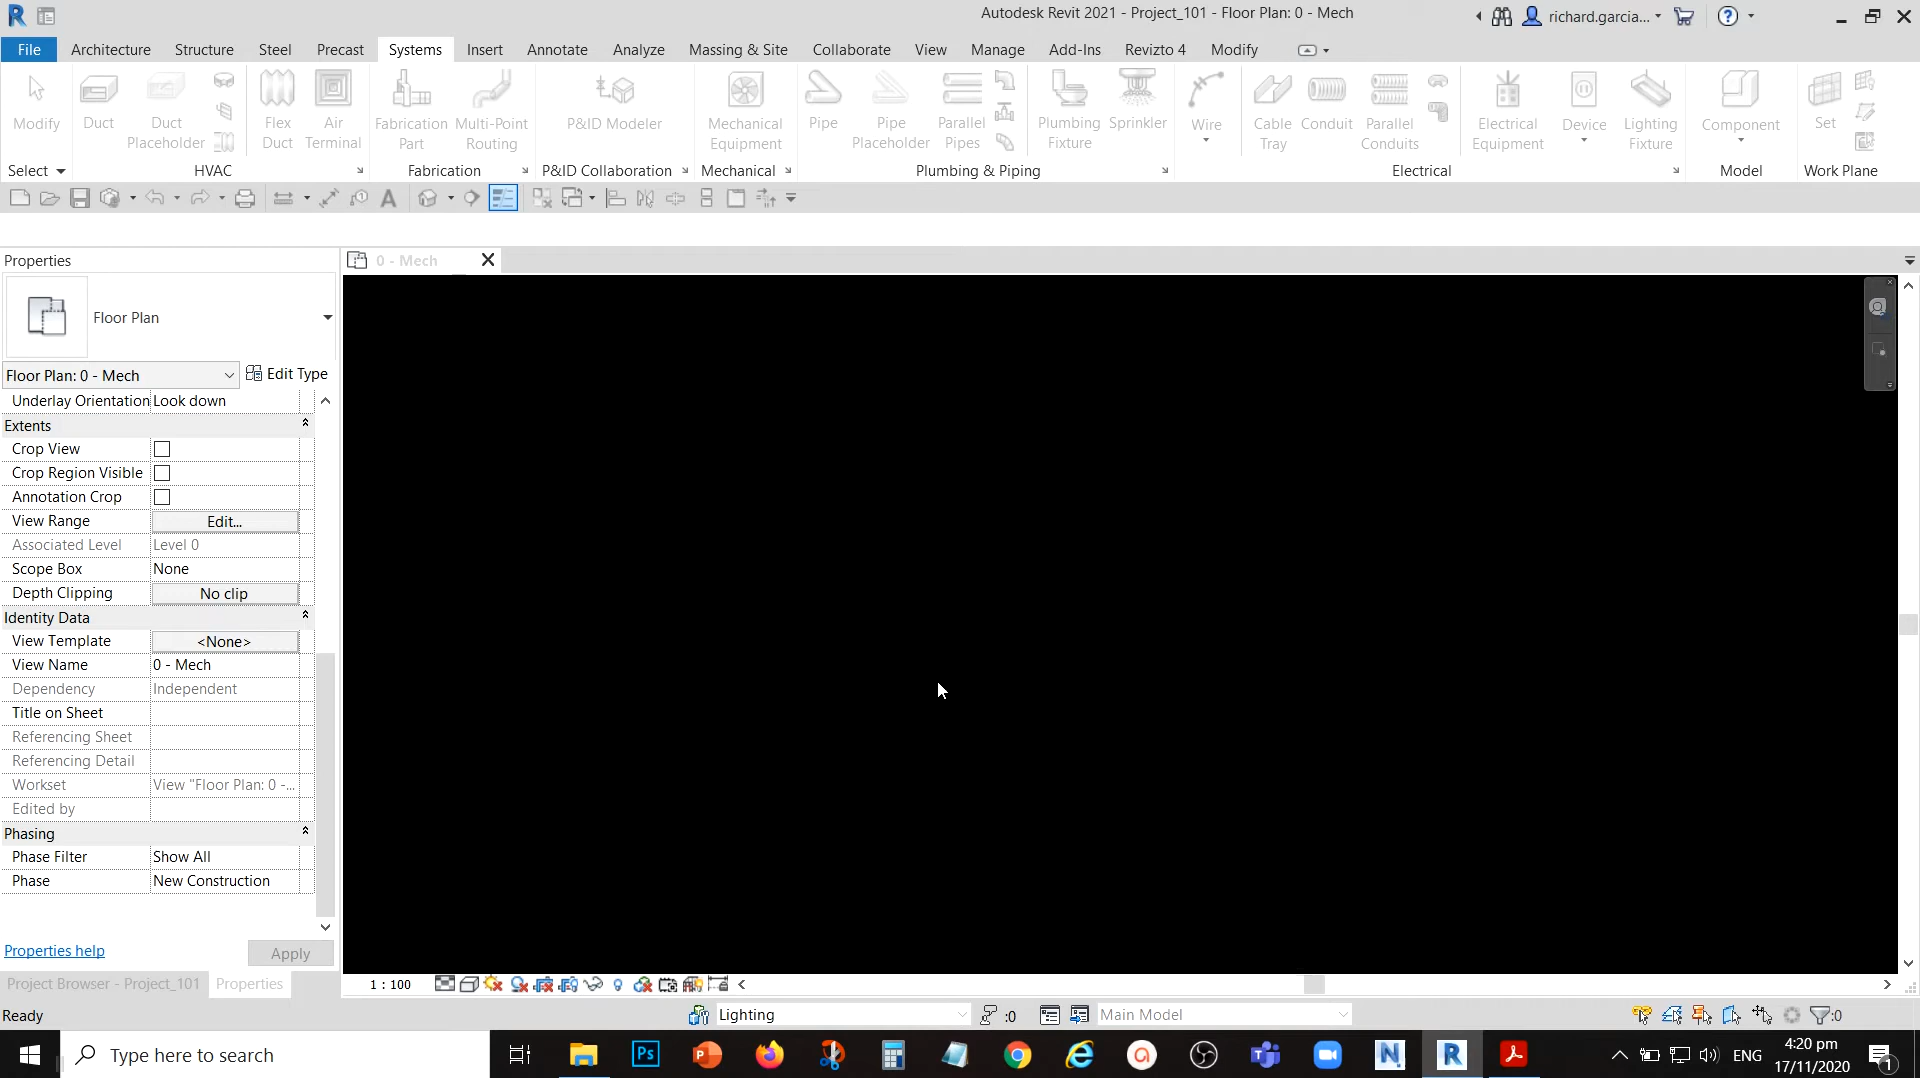 Autodesk Revit 2021 - Project_101 - Floor Plan: 0 - Mech
richard.garcia...
File Architecture Structure Steel Precast Systems Insert Annotate Analyze Massing & Site Collaborate View Manage Add-Ins Revizto 4 Modify
Modify Duct Duct Placeholder Flex Duct Air Terminal Fabrication Part Multi-Point Routing P&ID Modeler Mechanical Equipment Pipe Pipe Placeholder Parallel Pipes Plumbing Fixture Sprinkler Wire Cable Tray Conduit Parallel Conduits Electrical Equipment Device Lighting Fixture Component Set
Select HVAC Fabrication P&ID Collaboration Mechanical Plumbing & Piping Electrical Model Work Plane
Properties
0 - Mech
Floor Plan
Floor Plan: 0 - Mech Edit Type
Underlay Orientation Look down
Extents
Crop View
Crop Region Visible
Annotation Crop
View Range Edit...
Associated Level Level 0
Scope Box None
Depth Clipping No clip
Identity Data
View Template <None>
View Name 0 - Mech
Dependency Independent
Title on Sheet
Referencing Sheet
Referencing Detail
Workset View "Floor Plan: 0 -...
Edited by
Phasing
Phase Filter Show All
Phase New Construction
Properties help Apply
Project Browser - Project_101 Properties
1 : 100
Ready Lighting :0 Main Model :0
Type here to search
ENG
4:20 pm
17/11/2020
1